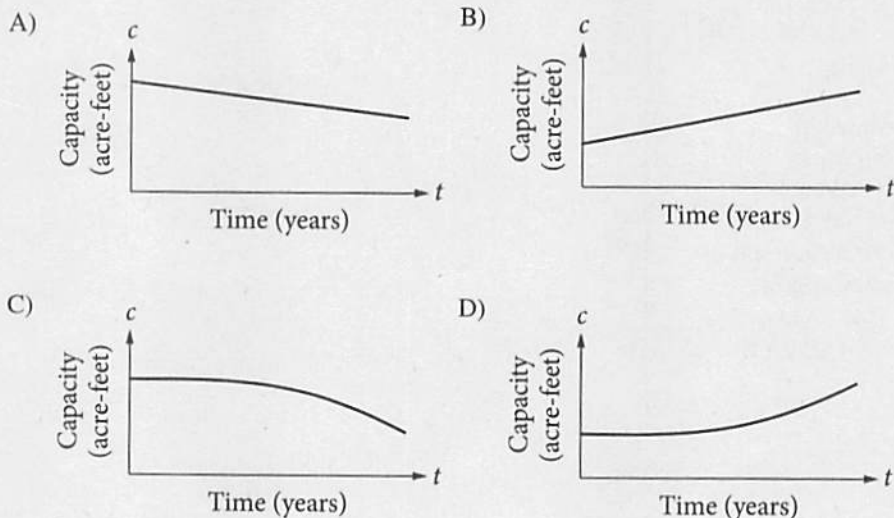 A)
c
Capacity
(acre-feet)
t
Time (years)
B)
c
Capacity
(acre-feet)
t
Time (years)
C)
c
Capacity
(acre-feet)
t
Time (years)
D)
c
Capacity
(acre-feet)
t
Time (years)